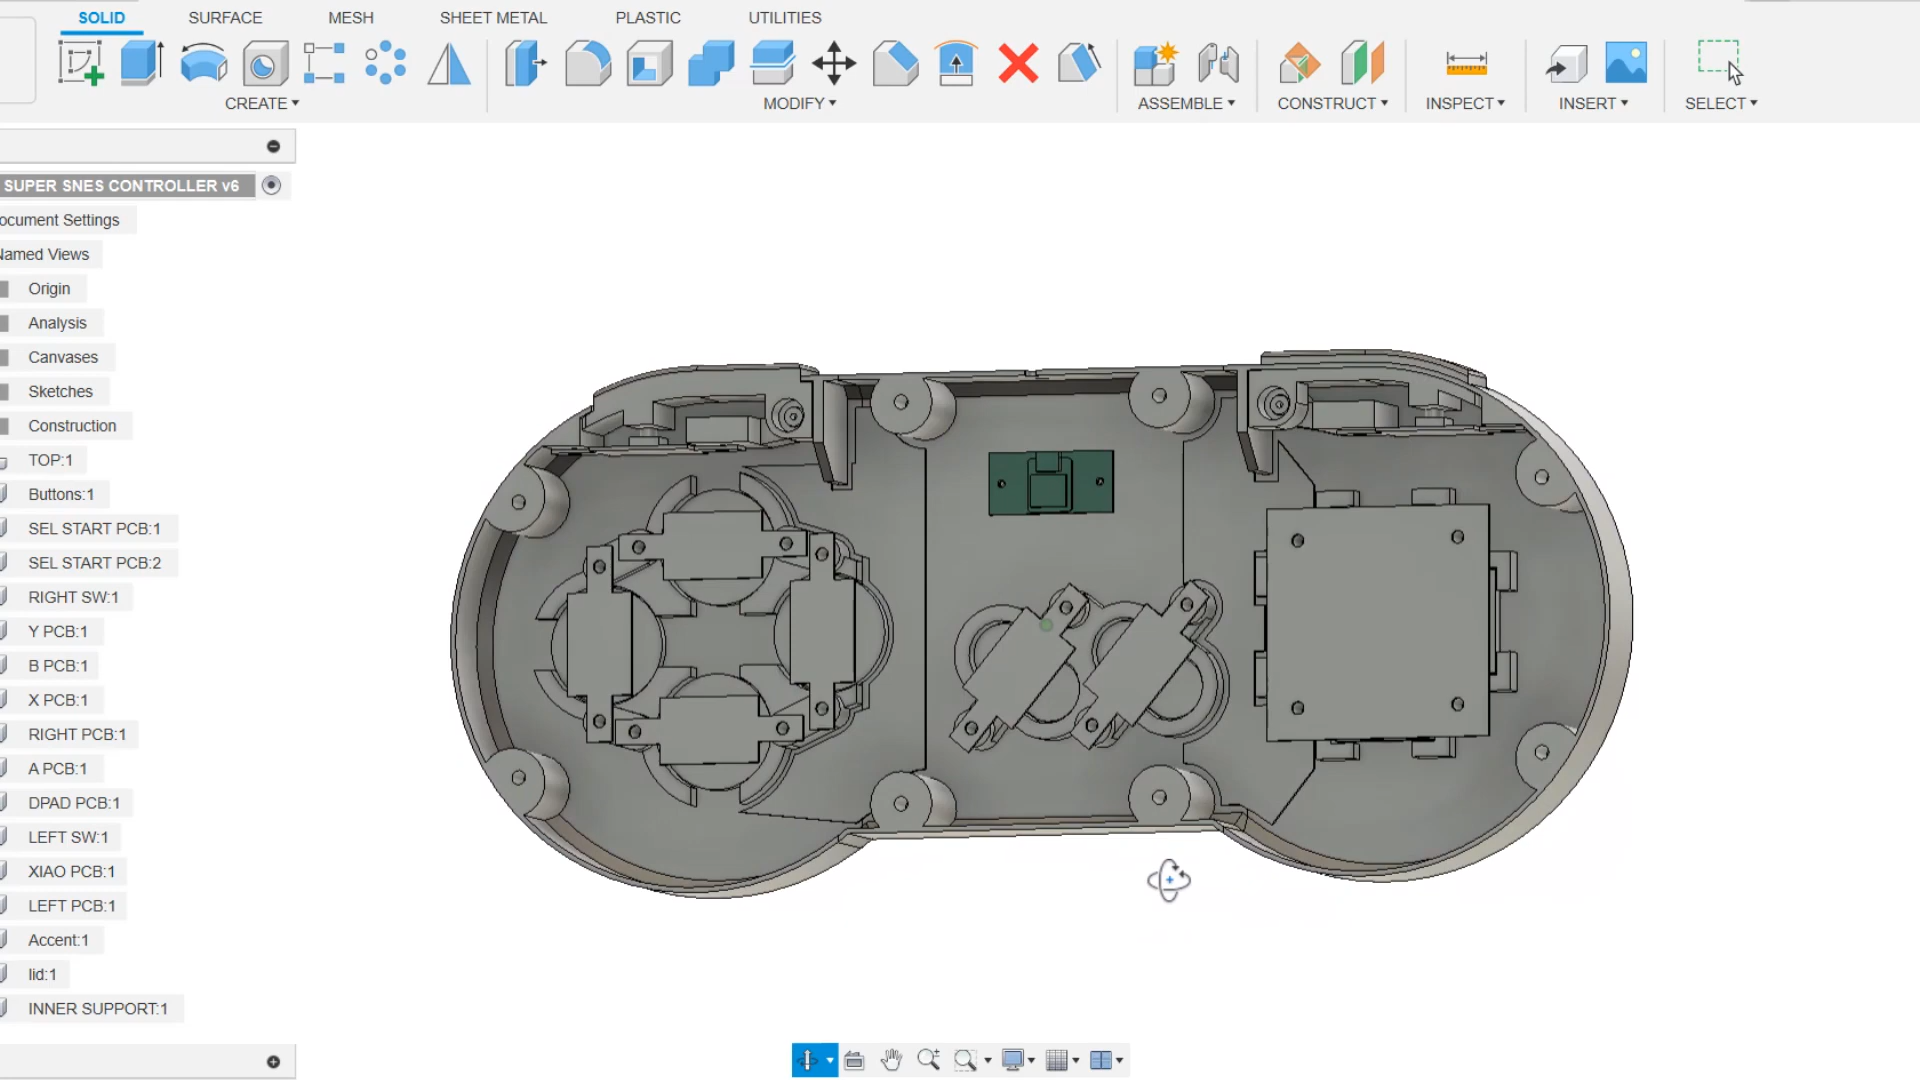 SOLID SURFACE MESH SHEET METAL PLASTIC UTILITIES
CREATE MODIFY ASSEMBLE CONSTRUCT INSPECT INSERT SELECT
SUPER SNES CONTROLLER v6
ocument Settings
Named Views
Origin
Analysis
Canvases
Sketches
Construction
TOP:1
Buttons:1
SEL START PCB:1
SEL START PCB:2
RIGHT SW:1
Y PCB:1
B PCB:1
X PCB:1
RIGHT PCB:1
A PCB:1
DPAD PCB:1
LEFT SW:1
XIAO PCB:1
LEFT PCB:1
Accent:1
lid:1
INNER SUPPORT:1